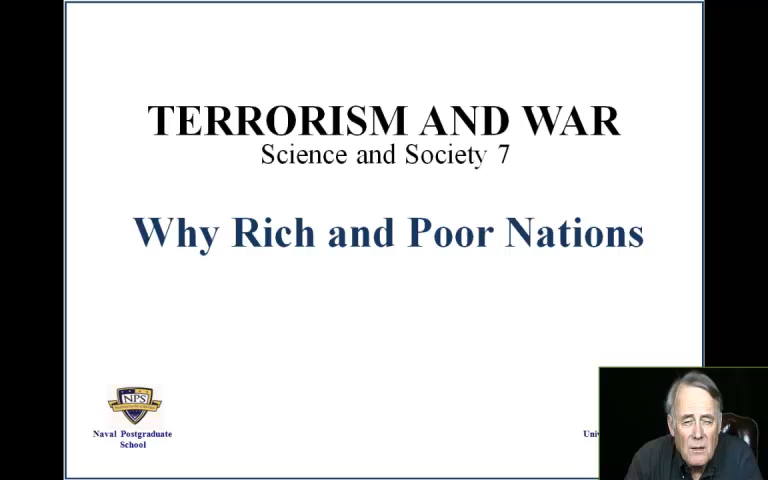 TERRORISM AND WAR
Science and Society 7
Why Rich and Poor Nations
NPS
Naval Postgraduate
School